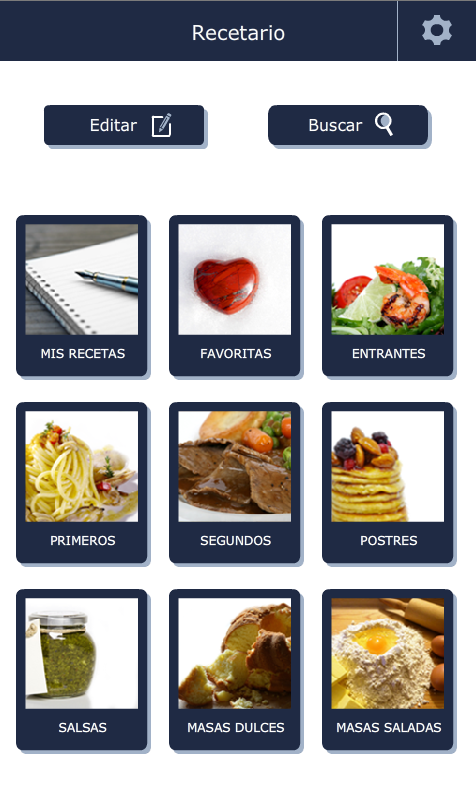 Recetario
Editar
Buscar
MIS RECETAS
FAVORITAS
ENTRANTES
PRIMEROS
SEGUNDOS
POSTRES
SALSAS
MASAS DULCES
MASAS SALADAS